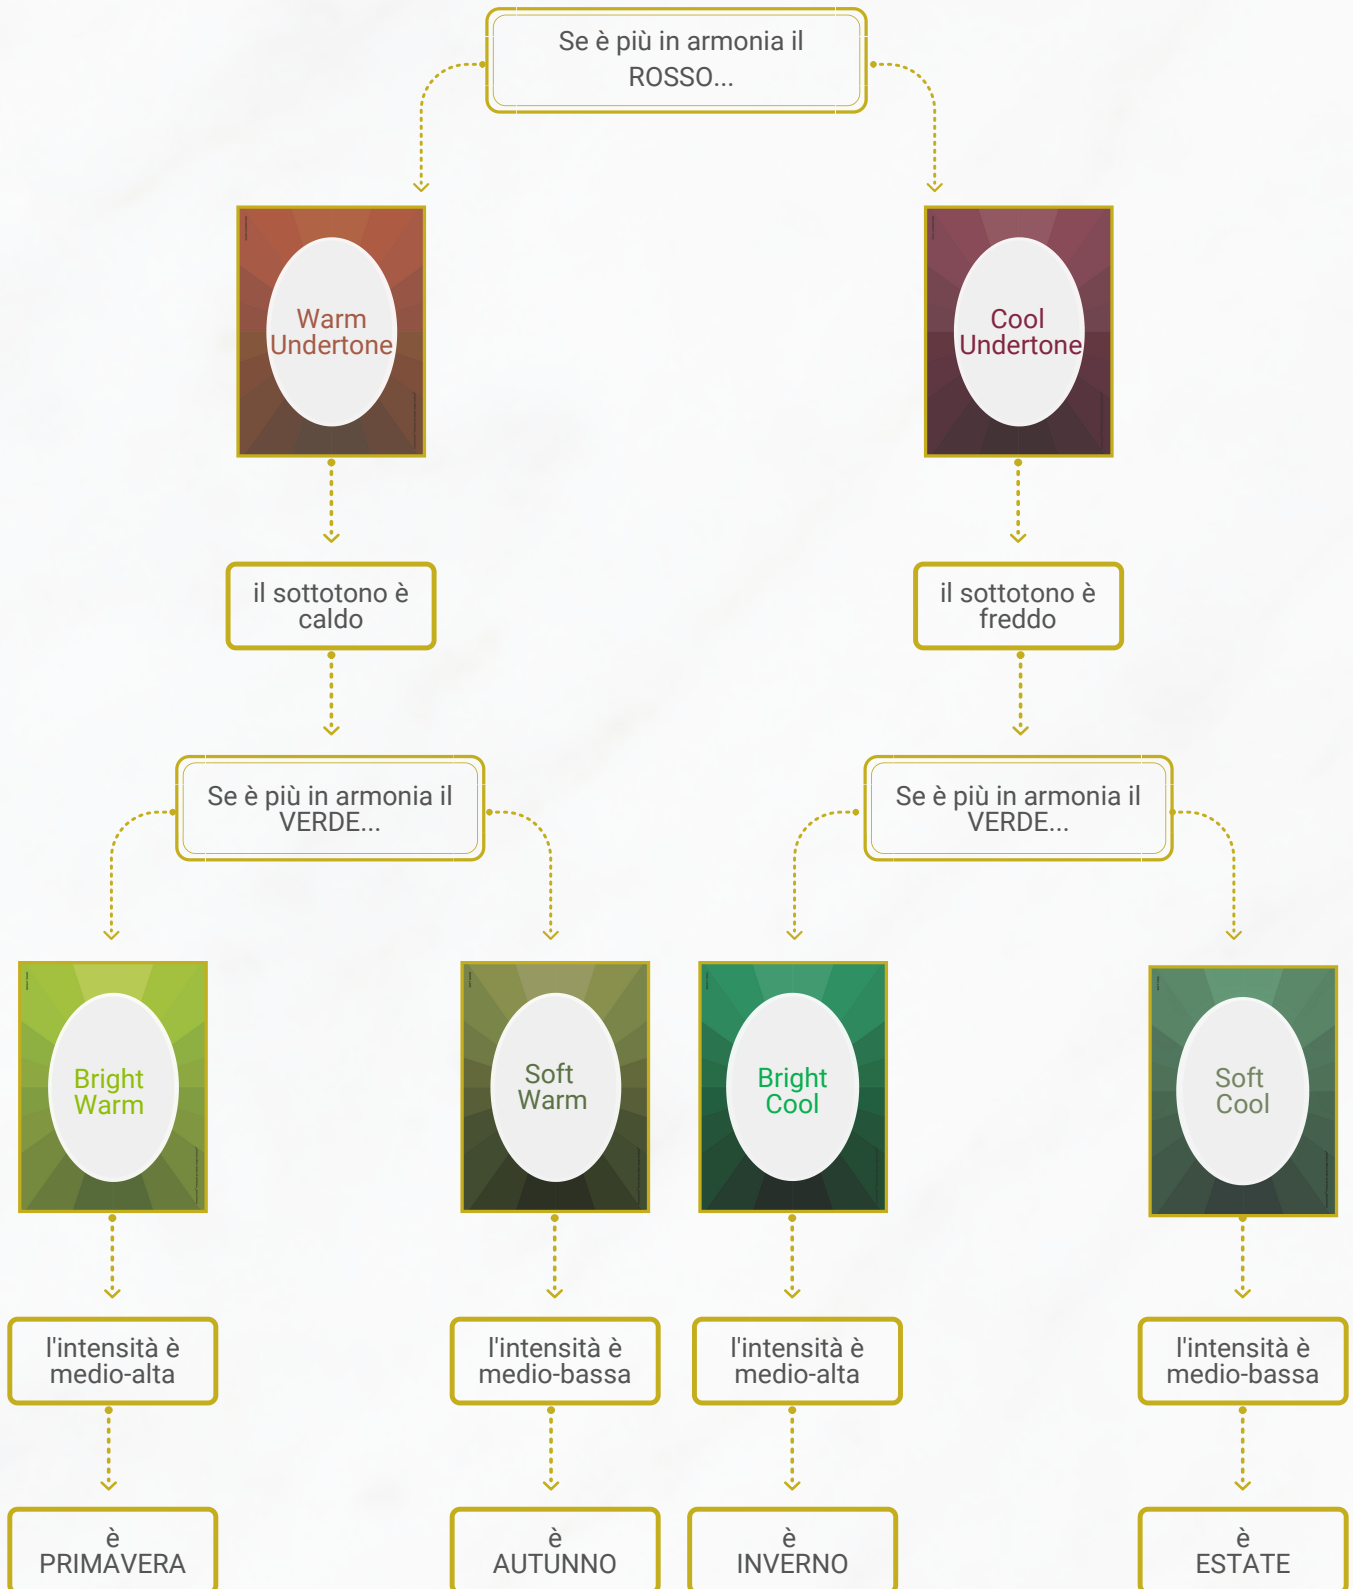 Se è più in armonia il
ROSSO...
Warm
Undertone
Cool
Undertone
il sottotono è
caldo
il sottotono è
freddo
Se è più in armonia il
VERDE...
Se è più in armonia il
VERDE...
Bright
Warm
Soft
Warm
Bright
Cool
Soft
Cool
l'intensità è
medio-alta
l'intensità è
medio-bassa
l'intensità è
medio-alta
l'intensità è
medio-bassa
è
PRIMAVERA
è
AUTUNNO
è
INVERNO
è
ESTATE